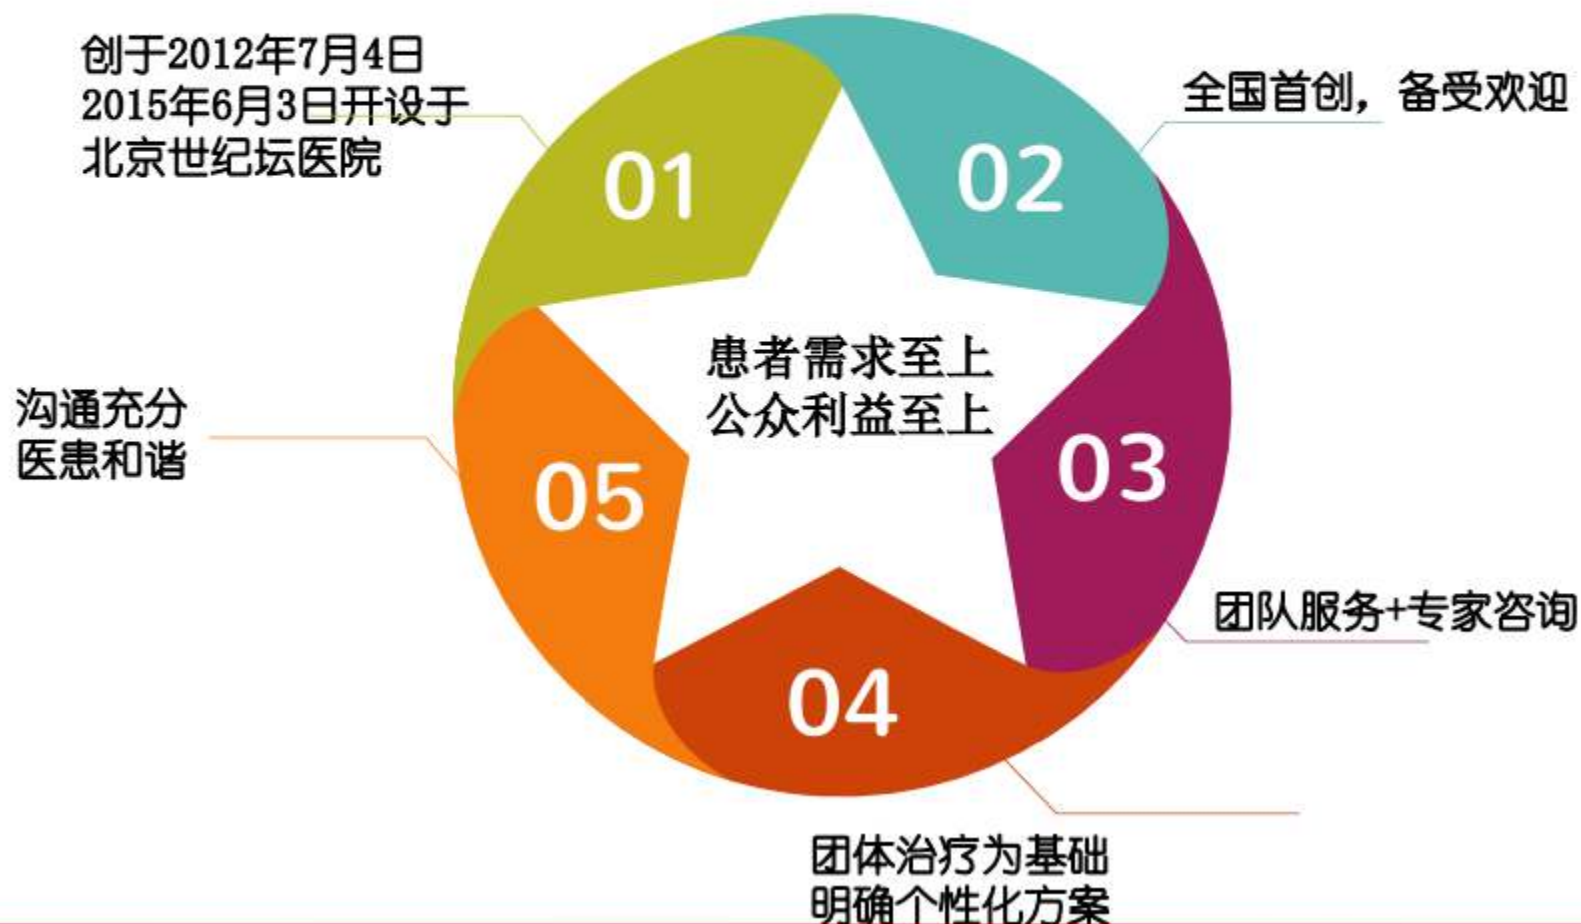 创于2012年7月4日
2015年6月3日开设于
北京世纪坛医院
01
02
全国首创，备受欢迎
患者需求至上
公众利益至上
03
团队服务+专家咨询
04
团体治疗为基础
明确个性化方案
05
沟通充分
医患和谐